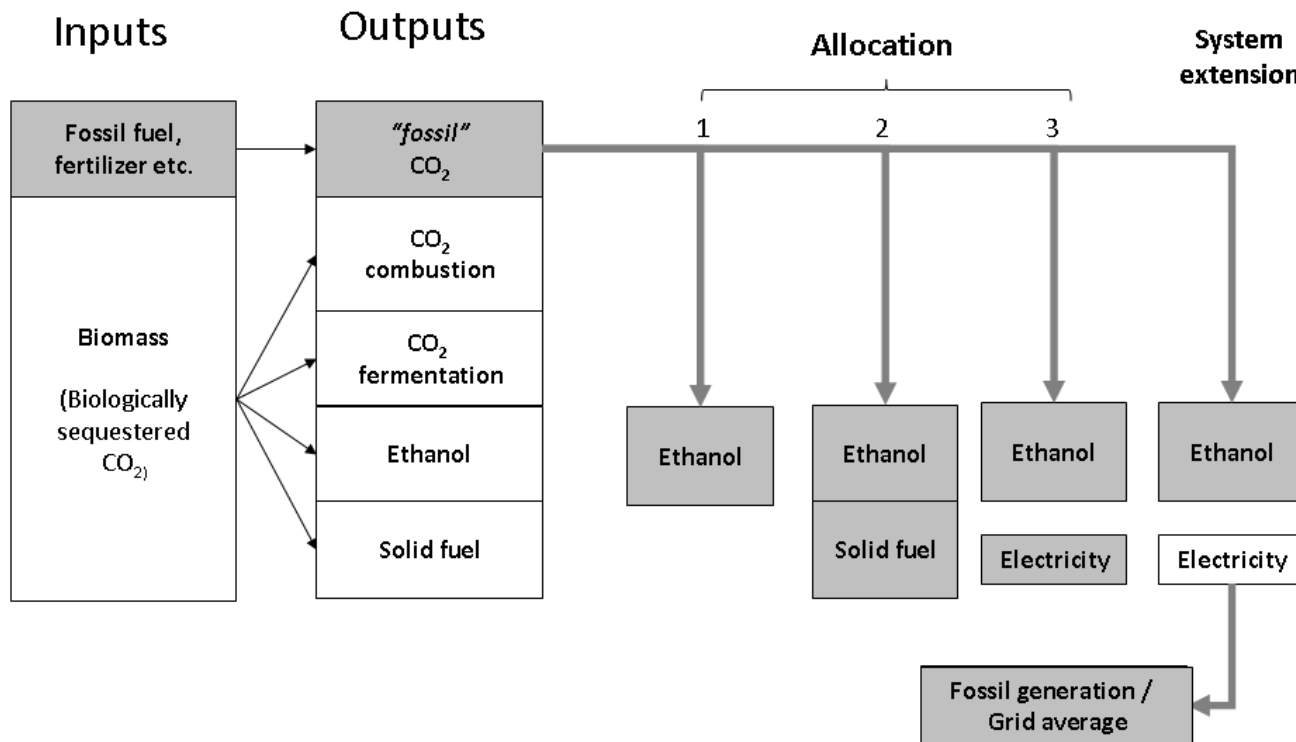 Inputs
Outputs
Allocation
System
extension
1
2
3
Fossil fuel,
fertilizer etc.
"fossil"
CO₂
CO₂
combustion
Biomass
(Biologically
sequestered
CO₂)
CO₂
fermentation
Ethanol
Solid fuel
Ethanol
Ethanol
Solid fuel
Ethanol
Electricity
Ethanol
Electricity
Fossil generation /
Grid average